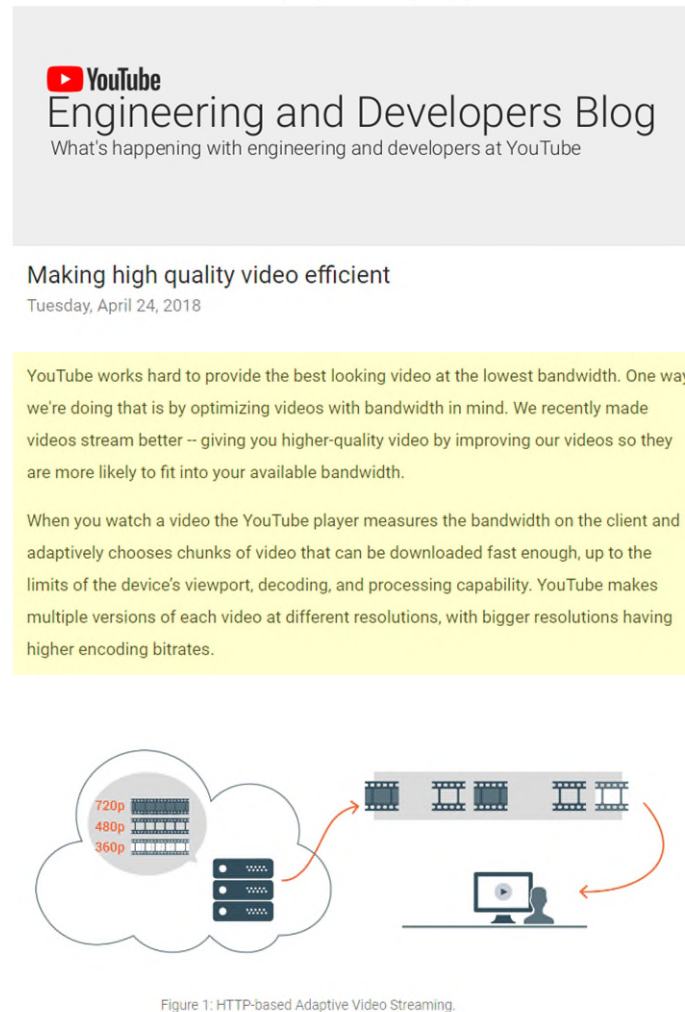 YouTube
Engineering and Developers Blog
What's happening with engineering and developers at YouTube
Making high quality video efficient
Tuesday, April 24, 2018
YouTube works hard to provide the best looking video at the lowest bandwidth. One way
we're doing that is by optimizing videos with bandwidth in mind. We recently made
videos stream better -- giving you higher-quality video by improving our videos so they
are more likely to fit into your available bandwidth.
When you watch a video the YouTube player measures the bandwidth on the client and
adaptively chooses chunks of video that can be downloaded fast enough, up to the
limits of the device's viewport, decoding, and processing capability. YouTube makes
multiple versions of each video at different resolutions, with bigger resolutions having
higher encoding bitrates.
720p
480p
360p
Figure 1: HTTP-based Adaptive Video Streaming.